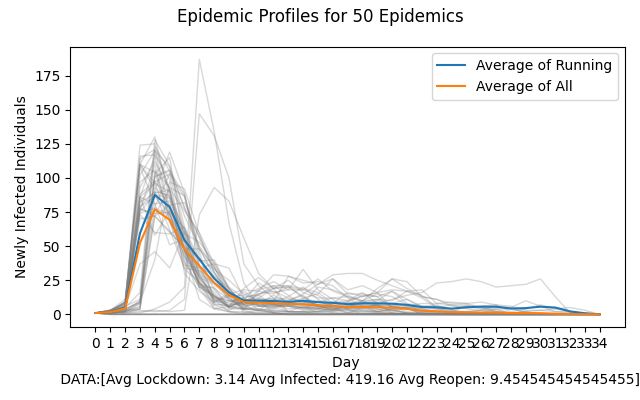 Epidemic Profiles for 50 Epidemics
Average of Running
Average of All
Newly Infected Individuals
175
150
125
100
75
50
25
0
0 1 2 3 4 5 6 7 8 9 10 11 12 13 14 15 16 17 18 19 20 21 22 23 24 25 26 27 28 29 30 31 32 33 34
Day
DATA:[Avg Lockdown: 3.14 Avg Infected: 419.16 Avg Reopen: 9.454545454545455]